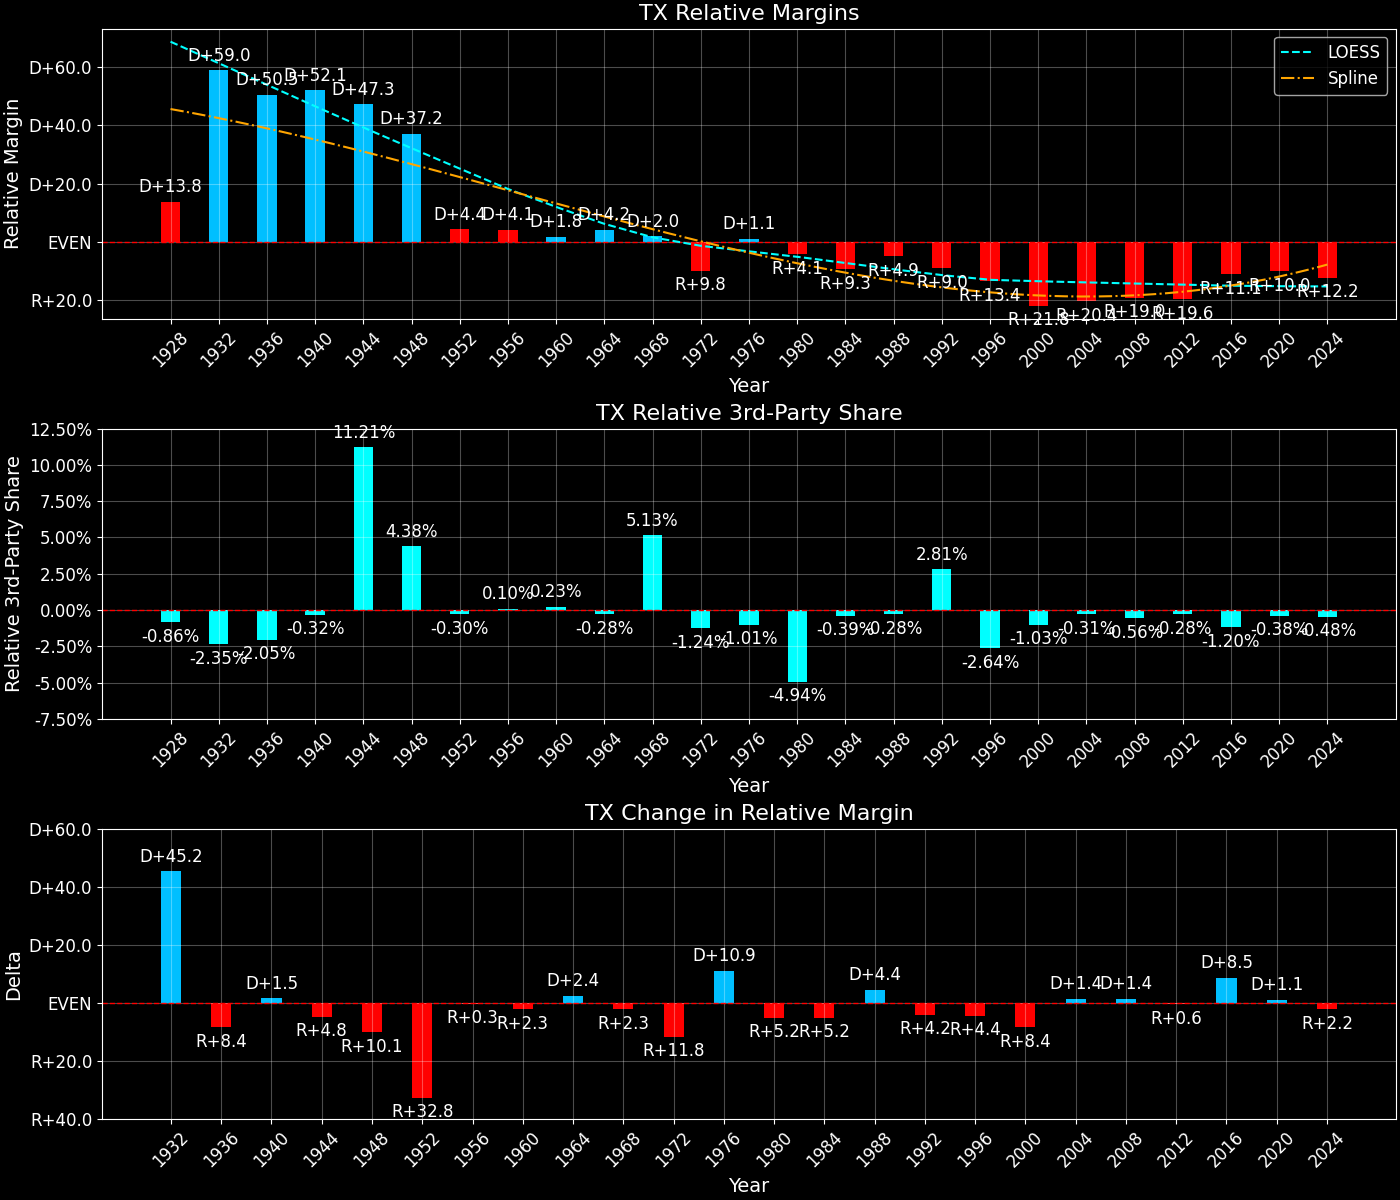 TX Relative Margins
Relative Margin
D+60.0
D+40.0
D+20.0
EVEN
R+20.0
LOESS
Spline
D+13.8
D+59.0
D+50.5
D+52.1
D+47.3
D+37.2
D+4.4
D+4.1
D+1.8
D+4.2
D+2.0
R+9.8
D+1.1
R+4.1
R+9.3
R+4.9
R+9.0
R+13.4
R+21.8
R+20.4
R+19.0
R+19.6
R+11.1
R+10.0
R+12.2
1928 1932 1936 1940 1944 1948 1952 1956 1960 1964 1968 1972 1976 1980 1984 1988 1992 1996 2000 2004 2008 2012 2016 2020 2024
Year
TX Relative 3rd-Party Share
Relative 3rd-Party Share
12.50%
10.00%
7.50%
5.00%
2.50%
0.00%
-2.50%
-5.00%
-7.50%
-0.86%
-2.35%
-2.05%
-0.32%
11.21%
4.38%
-0.30%
0.10%
0.23%
-0.28%
5.13%
-1.24%
-1.01%
-4.94%
-0.39%
-0.28%
2.81%
-2.64%
-1.03%
-0.31%
-0.56%
-0.28%
-1.20%
-0.38%
-0.48%
1928 1932 1936 1940 1944 1948 1952 1956 1960 1964 1968 1972 1976 1980 1984 1988 1992 1996 2000 2004 2008 2012 2016 2020 2024
Year
TX Change in Relative Margin
Delta
D+60.0
D+40.0
D+20.0
EVEN
R+20.0
R+40.0
D+45.2
R+8.4
D+1.5
R+4.8
R+10.1
R+32.8
R+0.3
R+2.3
D+2.4
R+2.3
R+11.8
D+10.9
R+5.2
R+5.2
D+4.4
R+4.2
R+4.4
R+8.4
D+1.4
D+1.4
R+0.6
D+8.5
D+1.1
R+2.2
1932 1936 1940 1944 1948 1952 1956 1960 1964 1968 1972 1976 1980 1984 1988 1992 1996 2000 2004 2008 2012 2016 2020 2024
Year